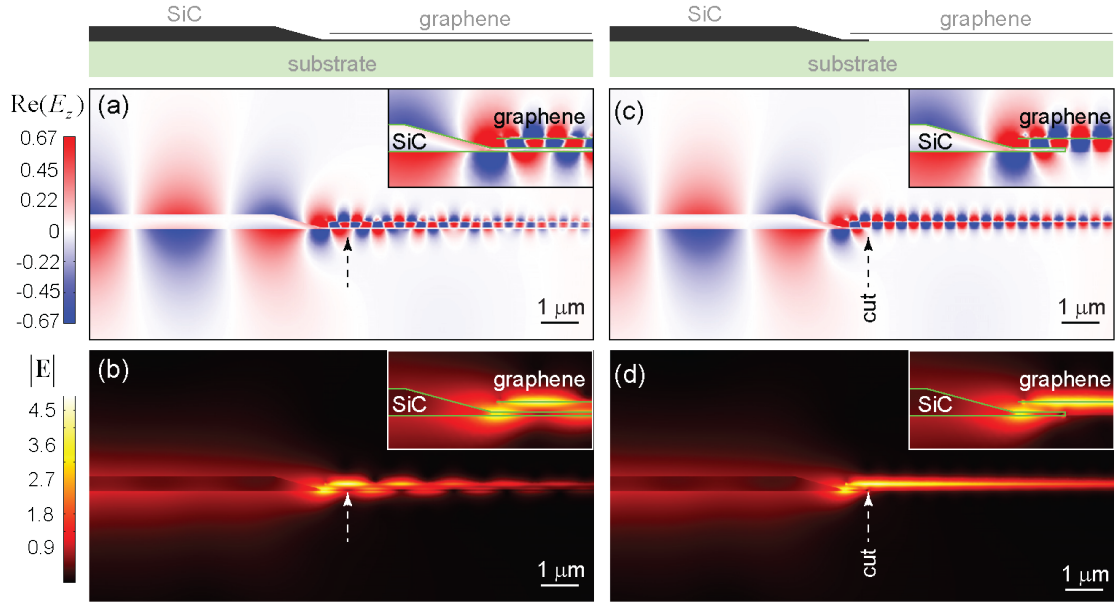 SiC
graphene
substrate
SiC
graphene
substrate
Re(E_z)
0.67
0.45
0.22
0
-0.22
-0.45
-0.67
(a)
graphene
SiC
1 μm
(c)
graphene
SiC
cut
1 μm
|E|
4.5
3.6
2.7
1.8
0.9
(b)
graphene
SiC
1 μm
(d)
graphene
SiC
cut
1 μm